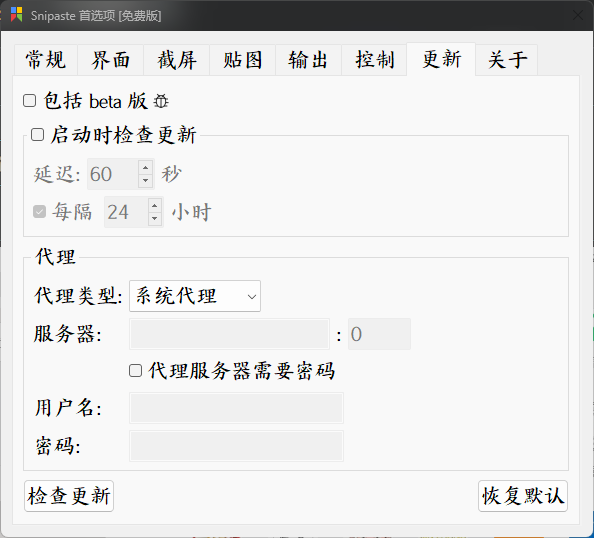 Snipaste 首选项 [免费版]
常规 界面 截屏 贴图 输出 控制 更新 关于
包括 beta 版
启动时检查更新
延迟: 60 秒
每隔 24 小时
代理
代理类型: 系统代理
服务器: : 0
代理服务器需要密码
用户名:
密码:
检查更新 恢复默认